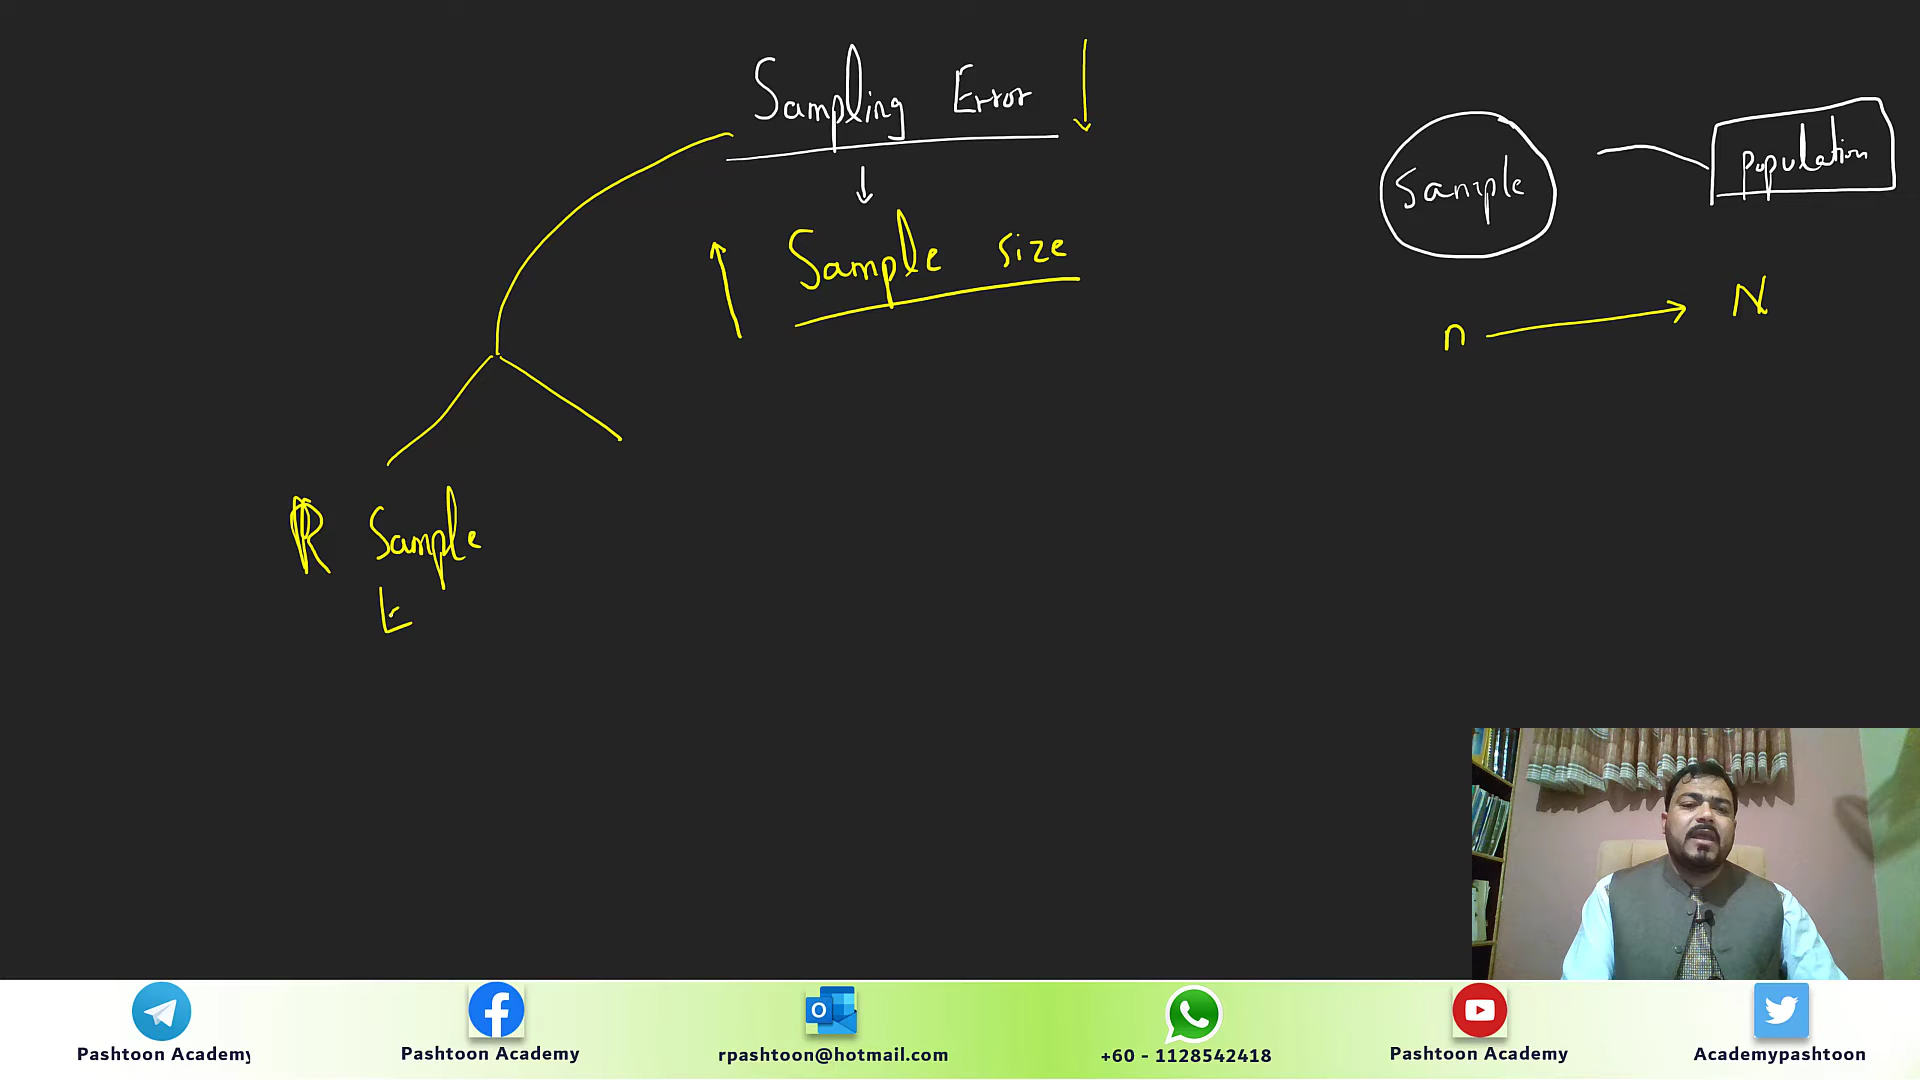 Sampling Error
Sample size
Sample
population
n
N
R Sample
E
Pashtoon Academy
Pashtoon Academy
rpashtoon@hotmail.com
+60 - 1128542418
Pashtoon Academy
Academypashtoon